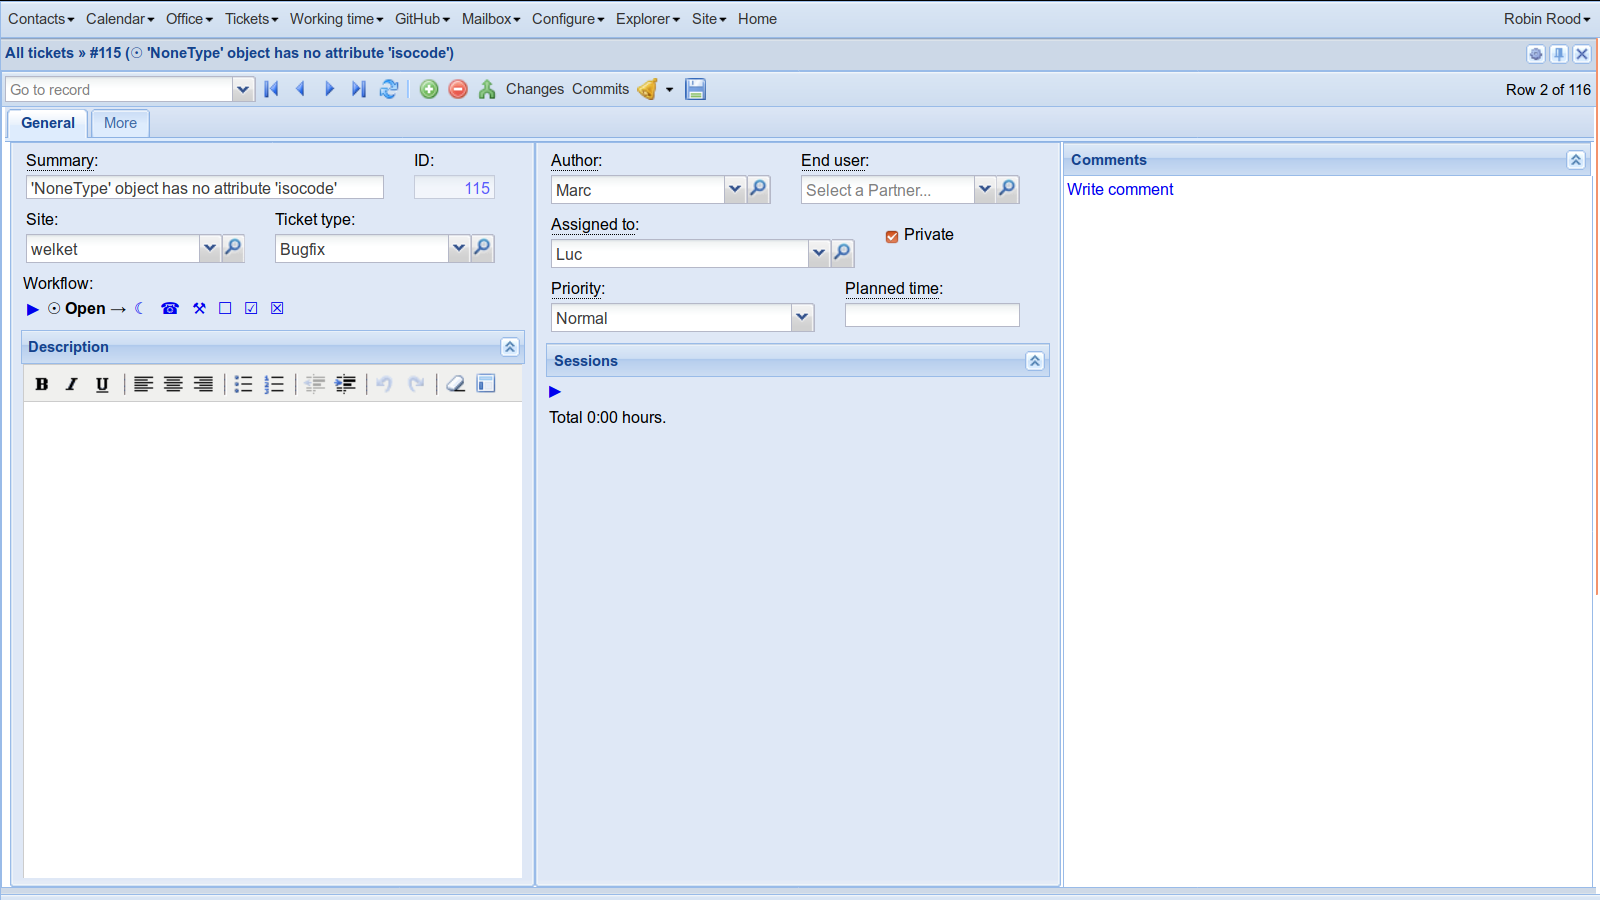 Contacts Calendar Office Tickets Working time GitHub Mailbox Configure Explorer Site Home Robin Rood
All tickets » #115 (☉ 'NoneType' object has no attribute 'isocode')
Go to record Changes Commits Row 2 of 116
General More
Summary: ID:
'NoneType' object has no attribute 'isocode' 115
Site: Ticket type:
welket Bugfix
Workflow:
▶ ☉ Open → ☾ ☎ ⚒ ☐ ☑ ☒
Description
B I U
Author: End user:
Marc Select a Partner...
Assigned to: Private
Luc
Priority: Planned time:
Normal
Sessions
▶
Total 0:00 hours.
Comments
Write comment